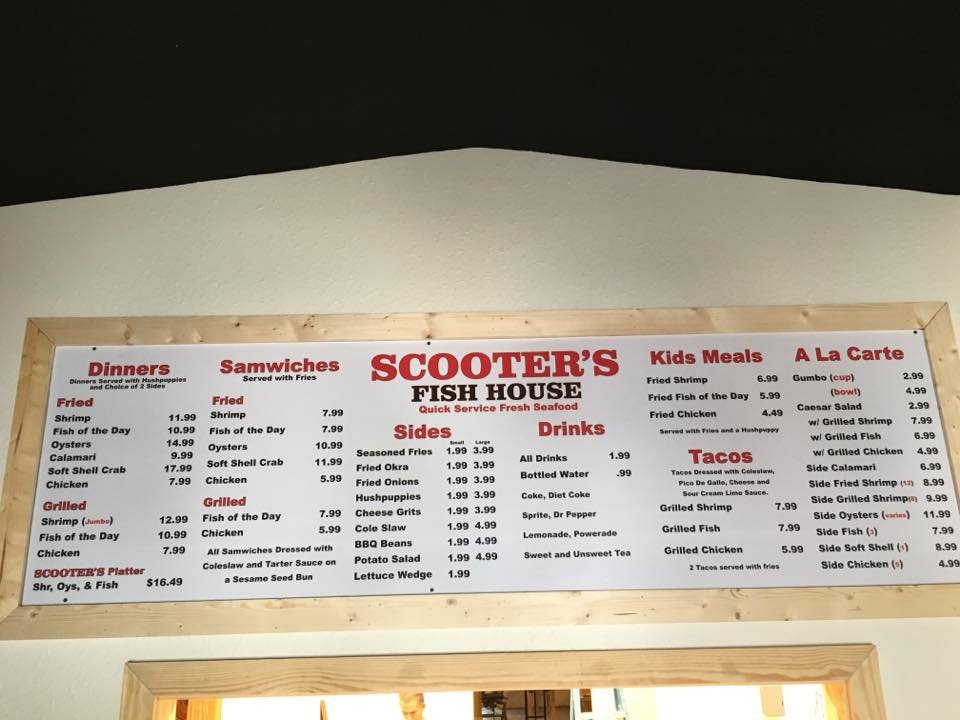 Dinners
Dinners Served with Hushpuppies
and Choice of 2 Sides
Fried
Shrimp 11.99
Fish of the Day 10.99
Oysters 14.99
Calamari 9.99
Soft Shell Crab 17.99
Chicken 7.99
Grilled
Shrimp (Jumbo) 12.99
Fish of the Day 10.99
Chicken 7.99
SCOOTER'S Platter
Shr, Oys, & Fish $16.49
Samwiches
Served with Fries
Fried
Shrimp 7.99
Fish of the Day 7.99
Oysters 10.99
Soft Shell Crab 11.99
Chicken 5.99
Grilled
Fish of the Day 7.99
Chicken 5.99
All Samwiches Dressed with
Coleslaw and Tarter Sauce on
a Sesame Seed Bun
SCOOTER'S
FISH HOUSE
Quick Service Fresh Seafood
Sides
Small Large
Seasoned Fries 1.99 3.99
Fried Okra 1.99 3.99
Fried Onions 1.99 3.99
Hushpuppies 1.99 3.99
Cheese Grits 1.99 3.99
Cole Slaw 1.99 4.99
BBQ Beans 1.99 4.99
Potato Salad 1.99 4.99
Lettuce Wedge 1.99
Drinks
All Drinks 1.99
Bottled Water .99
Coke, Diet Coke
Sprite, Dr Pepper
Lemonade, Powerade
Sweet and Unsweet Tea
Kids Meals
Fried Shrimp 6.99
Fried Fish of the Day 5.99
Fried Chicken 4.49
Served with Fries and a Hushpuppy
Tacos
Tacos Dressed with Coleslaw,
Pico De Gallo, Cheese and
Sour Cream Lime Sauce.
Grilled Shrimp 7.99
Grilled Fish 7.99
Grilled Chicken 5.99
2 Tacos served with fries
A La Carte
Gumbo (cup) 2.99
(bowl) 4.99
Caesar Salad 2.99
w/ Grilled Shrimp 7.99
w/ Grilled Fish 6.99
w/ Grilled Chicken 4.99
Side Calamari 6.99
Side Fried Shrimp (12) 8.99
Side Grilled Shrimp(8) 9.99
Side Oysters (varies) 11.99
Side Fish (3) 7.99
Side Soft Shell (1) 8.99
Side Chicken (5) 4.99